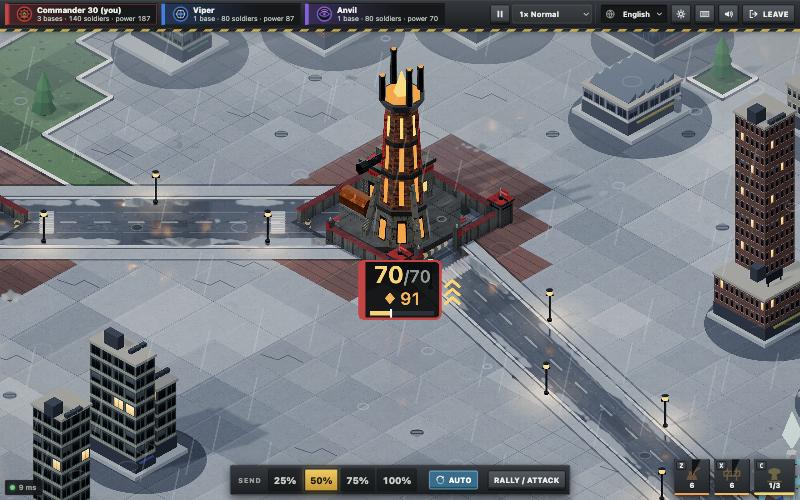 Commander 30 (you)
3 bases · 140 soldiers · power 187
Viper
1 base · 80 soldiers · power 87
Anvil
1 base · 80 soldiers · power 70
1× Normal
English
LEAVE
70/70
91
SEND
25%
50%
75%
100%
AUTO
RALLY / ATTACK
Z
6
X
6
C
1/3
9 ms